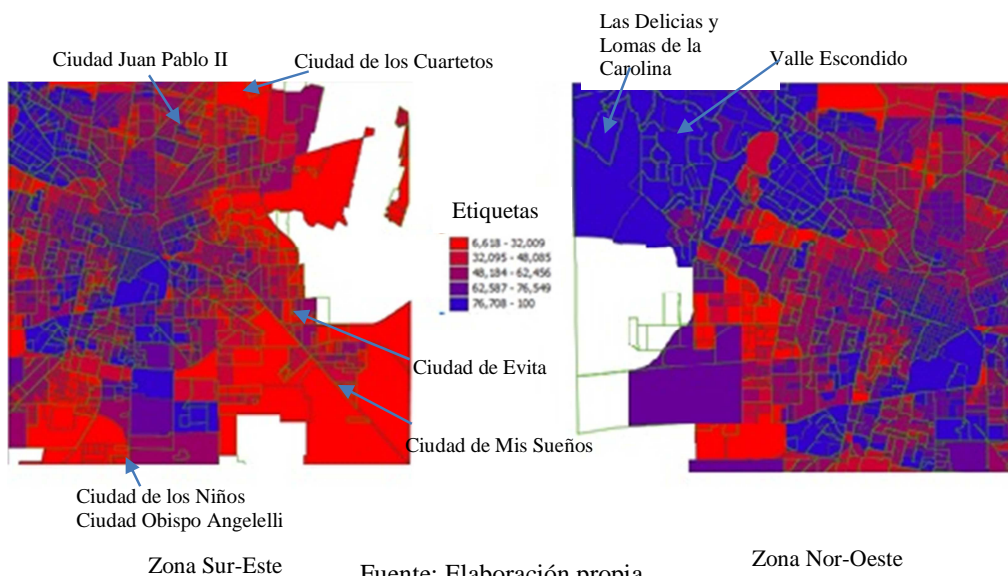 Las Delicias y
Lomas de la
Carolina
Ciudad Juan Pablo II
Ciudad de los Cuartetos
Valle Escondido
Etiquetas
6,618 - 32,009
32,095 - 48,085
48,184 - 62,456
62,587 - 76,549
76,708 - 100
Ciudad de Evita
Ciudad de Mis Sueños
Ciudad de los Niños
Ciudad Obispo Angelelli
Zona Sur-Este
Fuente: Elaboración propia
Zona Nor-Oeste